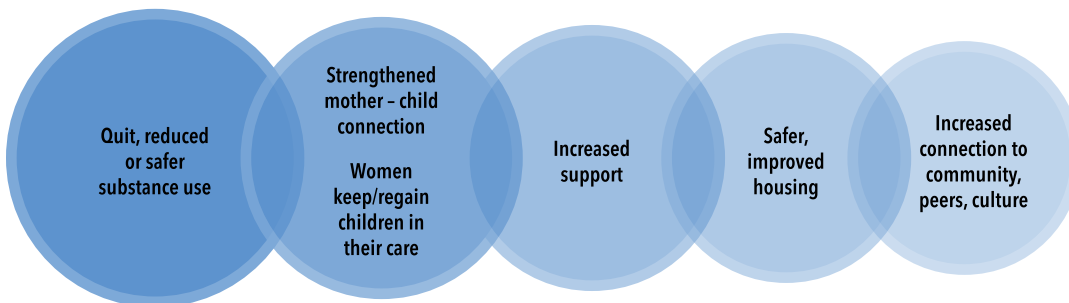 Quit, reduced
or safer
substance use
Strengthened
mother – child
connection
Women
keep/regain
children in
their care
Increased
support
Safer,
improved
housing
Increased
connection to
community,
peers, culture